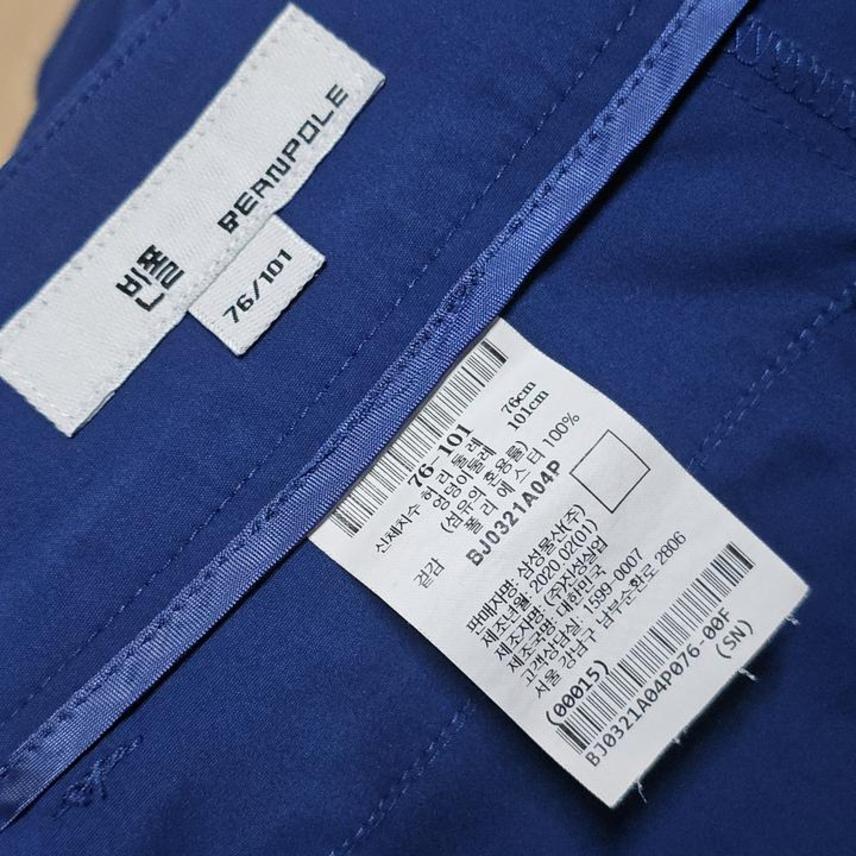 빈폴 BEANPOLE
76/101
76-101
신체치수 허리둘레 76cm
엉덩이둘레 101cm
(섬유의 혼용률)
겉감 폴리에스터 100%
BJ0321A04P
판매자명: 삼성물산(주)
제조년월: 2020 02(01)
제조자명: (주)지성실업
제조국명: 대한민국
고객상담실: 1599-0007
서울 강남구 남부순환로 2806
(00015)
BJ0321A04P076-00F
(SN)